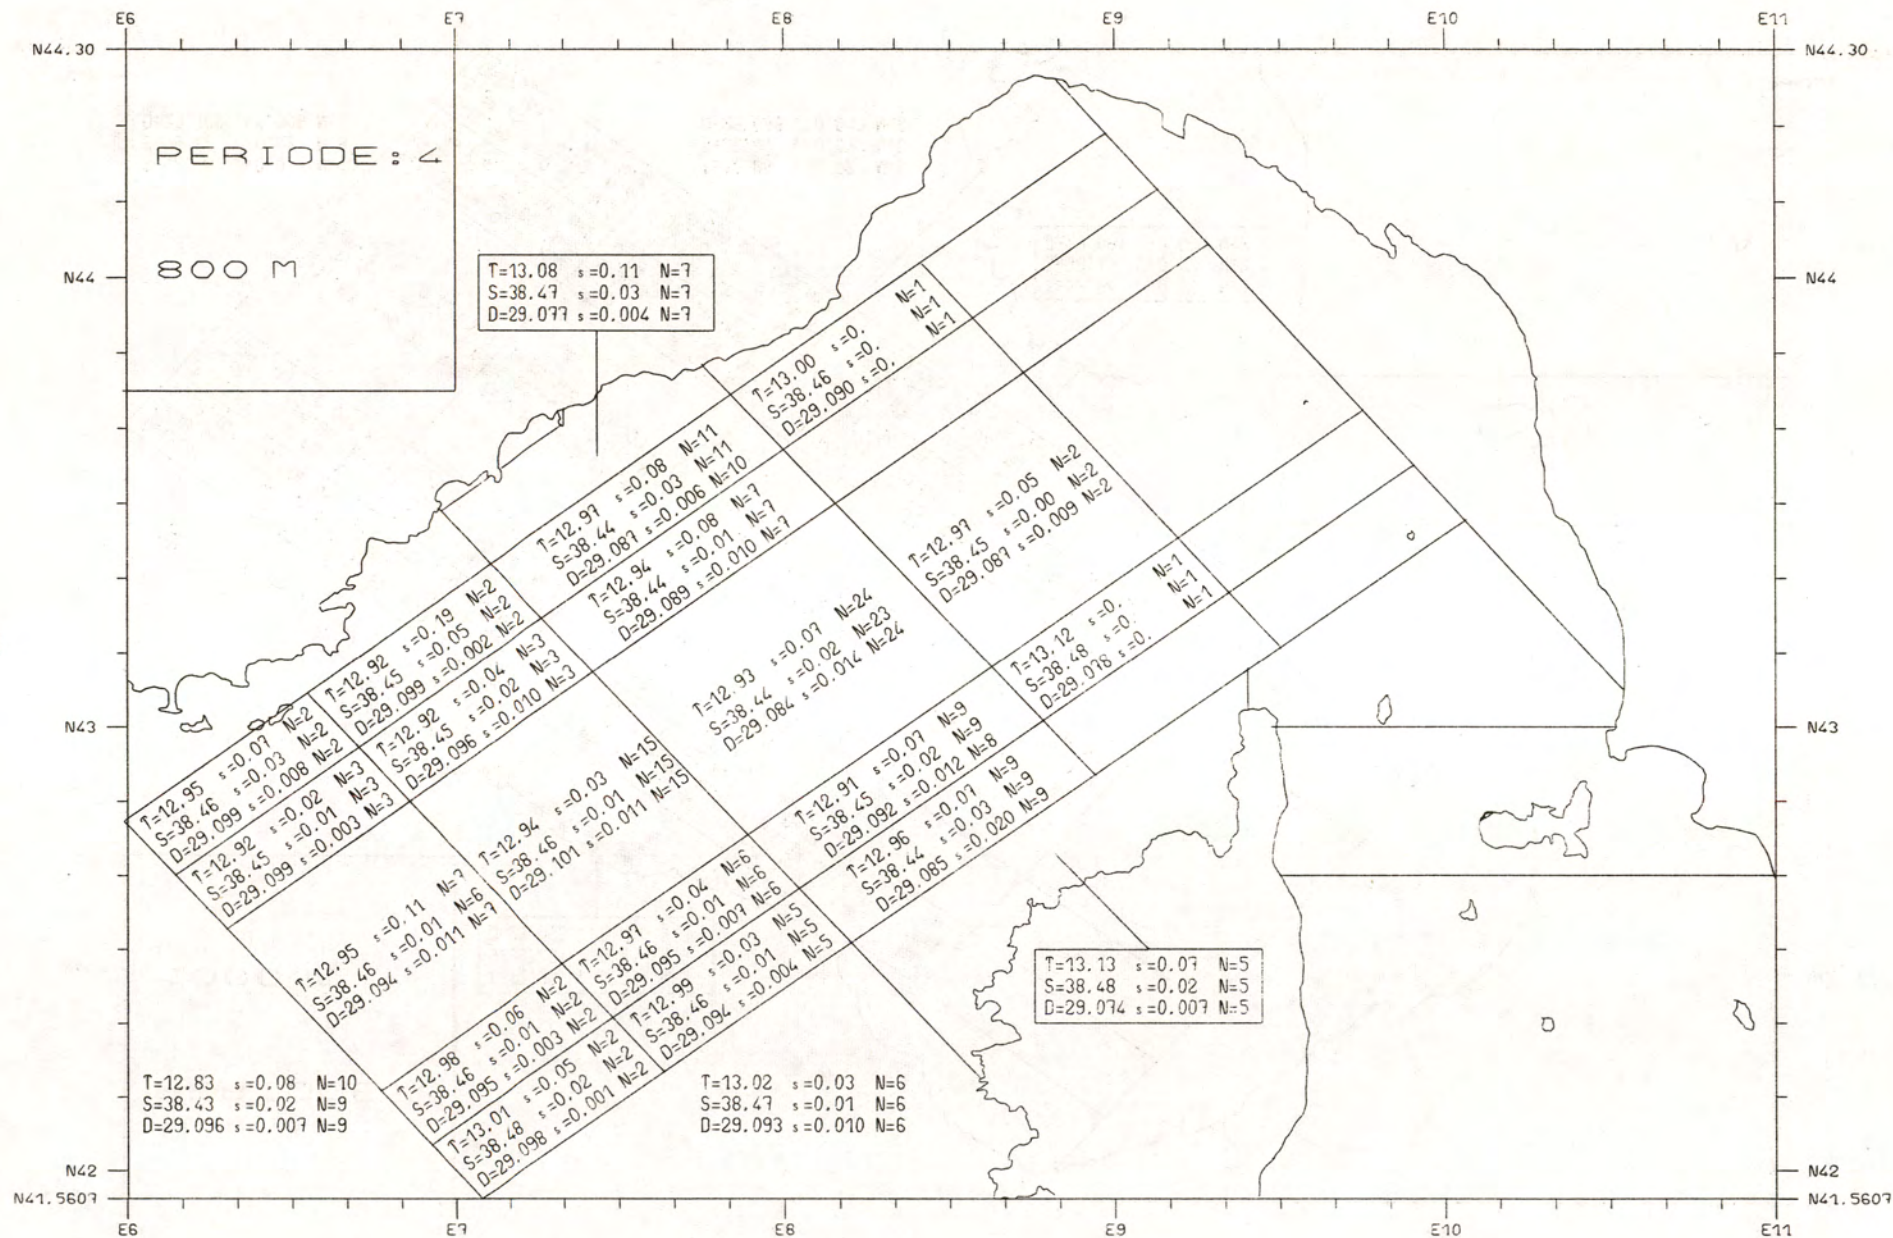 E6 E7 E8 E9 E10 E11
N44.30 N44.30
PERIODE: 4
800 M
N44 N44
T=13.08 s=0.11 N=7
S=38.47 s=0.03 N=7
D=29.077 s=0.004 N=7
T=13.00 s=0. N=1
S=38.46 s=0. N=1
D=29.090 s=0. N=1
T=12.97 s=0.08 N=11
S=38.44 s=0.03 N=11
D=29.087 s=0.006 N=10
T=12.94 s=0.08 N=7
S=38.44 s=0.01 N=7
D=29.089 s=0.010 N=7
T=12.97 s=0.05 N=2
S=38.45 s=0.00 N=2
D=29.087 s=0.009 N=2
T=12.92 s=0.19 N=2
S=38.45 s=0.05 N=2
D=29.099 s=0.002 N=2
T=12.92 s=0.04 N=3
S=38.45 s=0.02 N=3
D=29.096 s=0.010 N=3
T=12.93 s=0.07 N=24
S=38.44 s=0.02 N=23
D=29.084 s=0.014 N=24
T=13.12 s=0. N=1
S=38.48 s=0. N=1
D=29.078 s=0. N=1
N43 N43
T=12.95 s=0.07 N=2
S=38.46 s=0.03 N=2
D=29.099 s=0.008 N=2
T=12.92 s=0.02 N=3
S=38.45 s=0.01 N=3
D=29.099 s=0.003 N=3
T=12.94 s=0.03 N=15
S=38.46 s=0.01 N=15
D=29.101 s=0.011 N=15
T=12.91 s=0.07 N=9
S=38.45 s=0.02 N=9
D=29.092 s=0.012 N=8
T=12.96 s=0.07 N=9
S=38.44 s=0.03 N=9
D=29.085 s=0.020 N=9
T=12.95 s=0.11 N=7
S=38.46 s=0.01 N=6
D=29.094 s=0.011 N=7
T=12.97 s=0.04 N=6
S=38.46 s=0.01 N=6
D=29.095 s=0.007 N=6
T=12.99 s=0.03 N=5
S=38.46 s=0.01 N=5
D=29.094 s=0.004 N=5
T=13.13 s=0.07 N=5
S=38.48 s=0.02 N=5
D=29.074 s=0.007 N=5
T=12.98 s=0.06 N=2
S=38.46 s=0.01 N=2
D=29.095 s=0.003 N=2
T=13.01 s=0.05 N=2
S=38.48 s=0.02 N=2
D=29.098 s=0.001 N=2
T=12.83 s=0.08 N=10
S=38.43 s=0.02 N=9
D=29.096 s=0.007 N=9
T=13.02 s=0.03 N=6
S=38.47 s=0.01 N=6
D=29.093 s=0.010 N=6
N42 N42
N41.5607 N41.5607
E6 E7 E8 E9 E10 E11